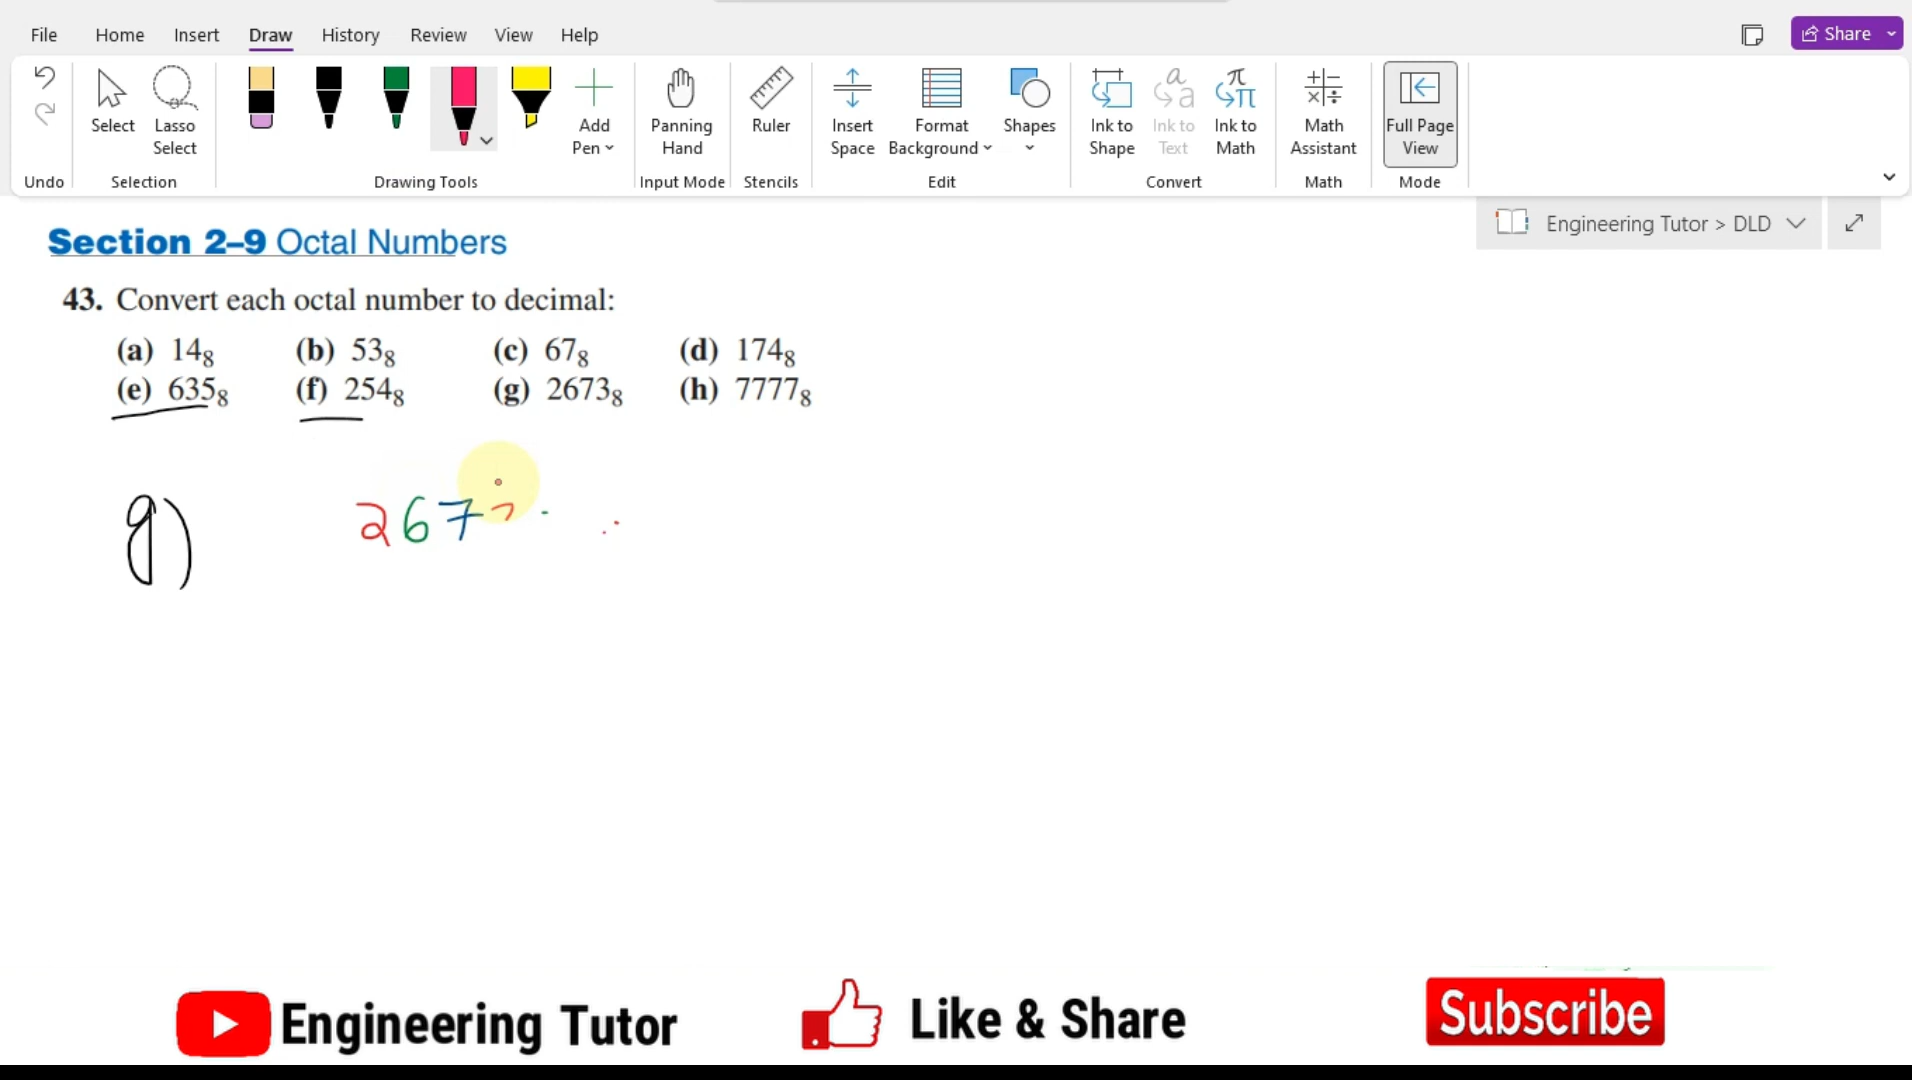 File Home Insert Draw History Review View Help Share
Select Lasso Select Add Pen Panning Hand Ruler Insert Space Format Background Shapes Ink to Shape Ink to Text Ink to Math Math Assistant Full Page View
Undo Selection Drawing Tools Input Mode Stencils Edit Convert Math Mode
Engineering Tutor > DLD
Section 2–9 Octal Numbers
43. Convert each octal number to decimal:
(a) 14₈ (b) 53₈ (c) 67₈ (d) 174₈
(e) 635₈ (f) 254₈ (g) 2673₈ (h) 7777₈
g) 267
Engineering Tutor Like & Share Subscribe